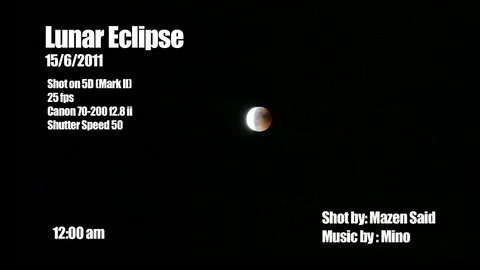 Lunar Eclipse
15/6/2011
Shot on 5D (Mark II)
25 fps
Canon 70-200 f2.8 ii
Shutter Speed 50
12:00 am
Shot by: Mazen Said
Music by : Mino